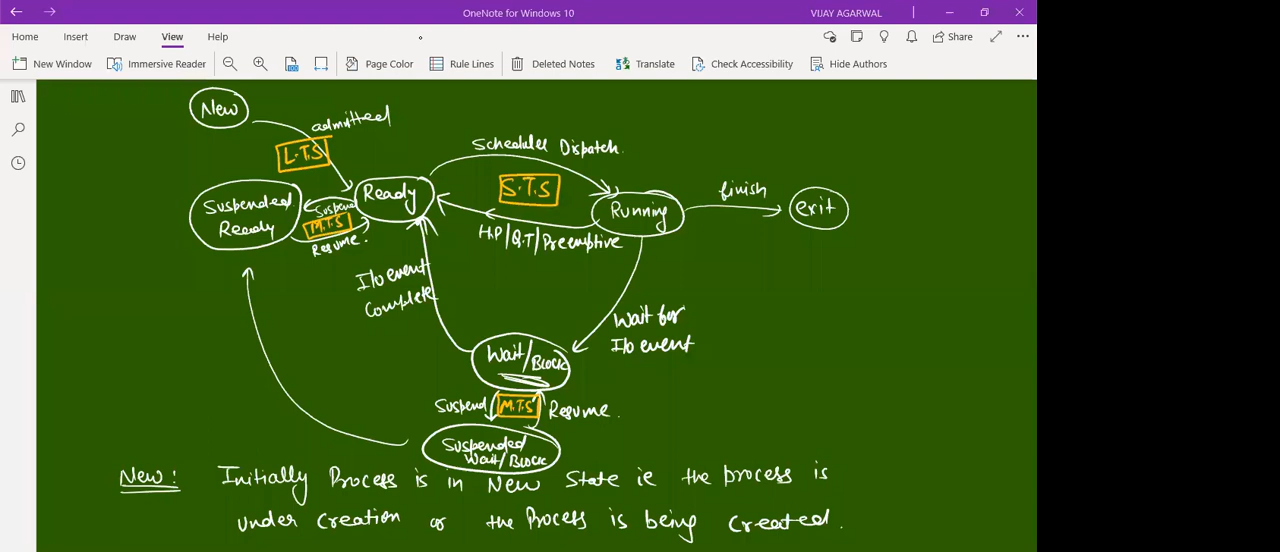 OneNote for Windows 10
VIJAY AGARWAL
Home Insert Draw View Help
Share
New Window Immersive Reader Page Color Rule Lines Deleted Notes Translate Check Accessibility Hide Authors
New
admitted
L.T.S
Scheduler Dispatch
Ready
S.T.S
finish
Suspended
Ready
Suspend
M.T.S
Resume.
Running
exit
H.P/Q.T/Preemptive
I/o event
Complete
Wait for
I/o event
Wait/Block
Suspend M.T.S Resume.
Suspended
Wait/Block
New: Initially Process is in New State ie the process is
under creation or the Process is being created.